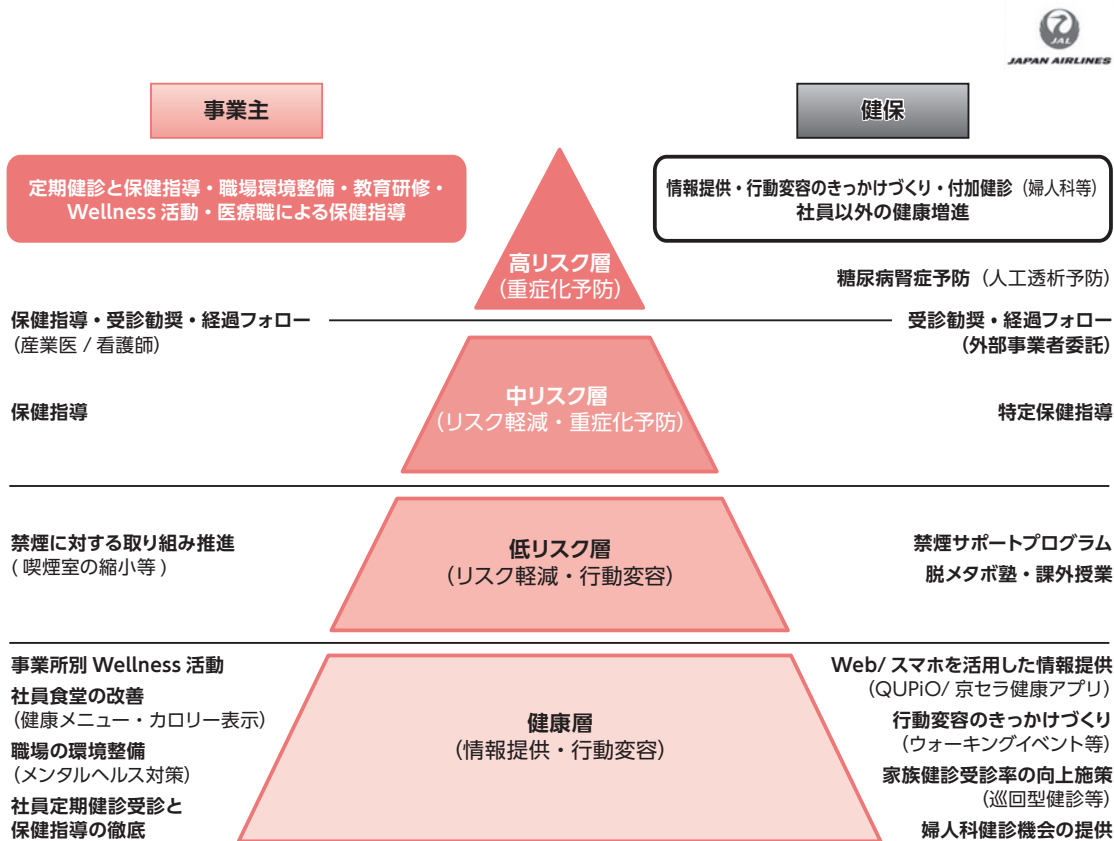 JAL
JAPAN AIRLINES
事業主
健保
定期健診と保健指導・職場環境整備・教育研修・
Wellness 活動・医療職による保健指導
情報提供・行動変容のきっかけづくり・付加健診（婦人科等）
社員以外の健康増進
高リスク層
（重症化予防）
糖尿病腎症予防（人工透析予防）
保健指導・受診勧奨・経過フォロー
（産業医 / 看護師）
受診勧奨・経過フォロー
（外部事業者委託）
中リスク層
（リスク軽減・重症化予防）
保健指導
特定保健指導
禁煙に対する取り組み推進
( 喫煙室の縮小等 )
低リスク層
（リスク軽減・行動変容）
禁煙サポートプログラム
脱メタボ塾・課外授業
事業所別 Wellness 活動
社員食堂の改善
（健康メニュー・カロリー表示）
職場の環境整備
（メンタルヘルス対策）
社員定期健診受診と
保健指導の徹底
健康層
（情報提供・行動変容）
Web/ スマホを活用した情報提供
（QUPiO/ 京セラ健康アプリ）
行動変容のきっかけづくり
（ウォーキングイベント等）
家族健診受診率の向上施策
（巡回型健診等）
婦人科健診機会の提供